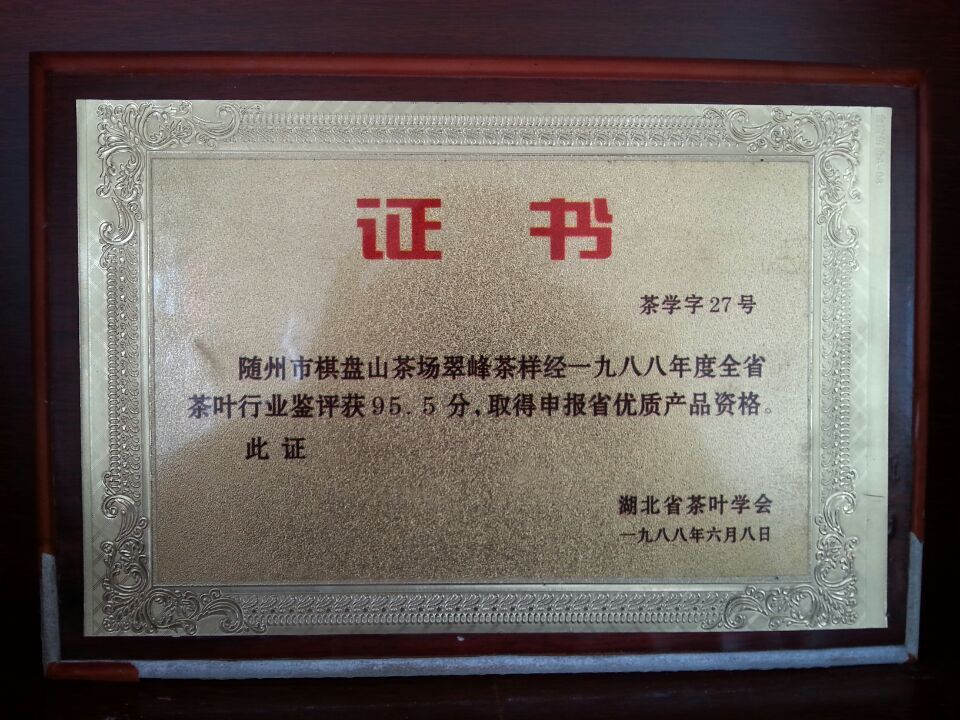 证 书
茶学字27号
随州市棋盘山茶场翠峰茶样经一九八八年度全省
茶叶行业鉴评获95.5分,取得申报省优质产品资格。
此 证
湖北省茶叶学会
一九八八年六月八日